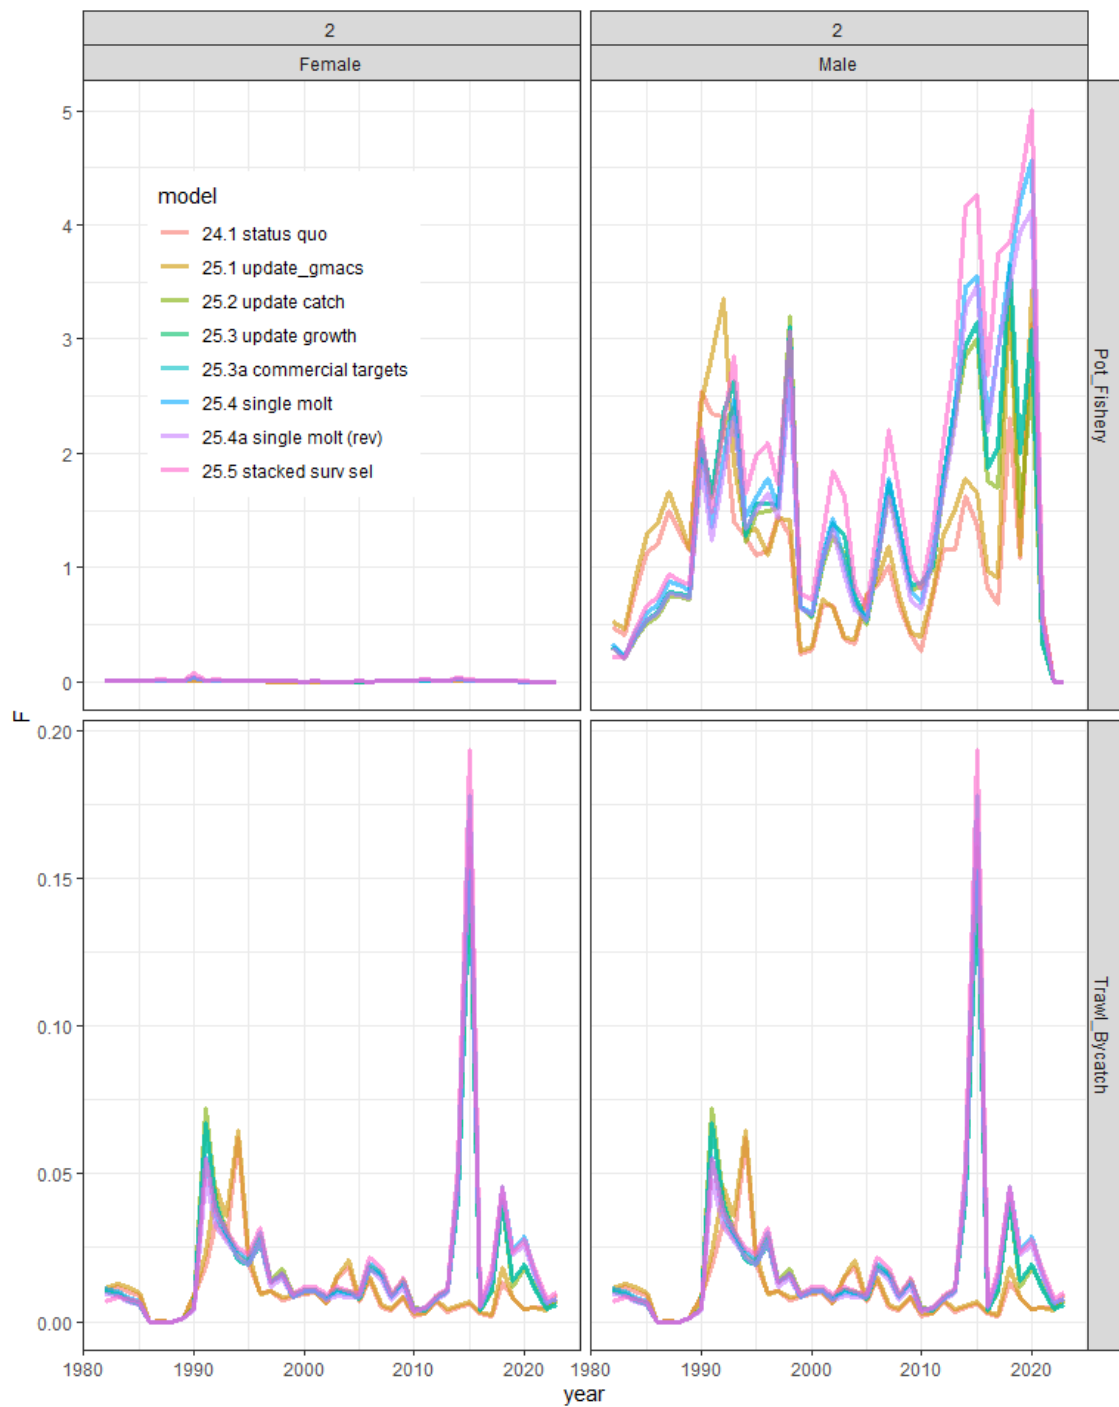 2
2
Female
Male
5
4
3
2
1
0
model
24.1 status quo
25.1 update_gmacs
25.2 update catch
25.3 update growth
25.3a commercial targets
25.4 single molt
25.4a single molt (rev)
25.5 stacked surv sel
Pot_Fishery
F
0.20
0.15
0.10
0.05
0.00
Trawl_Bycatch
1980
1990
2000
2010
2020
1980
1990
2000
2010
2020
year